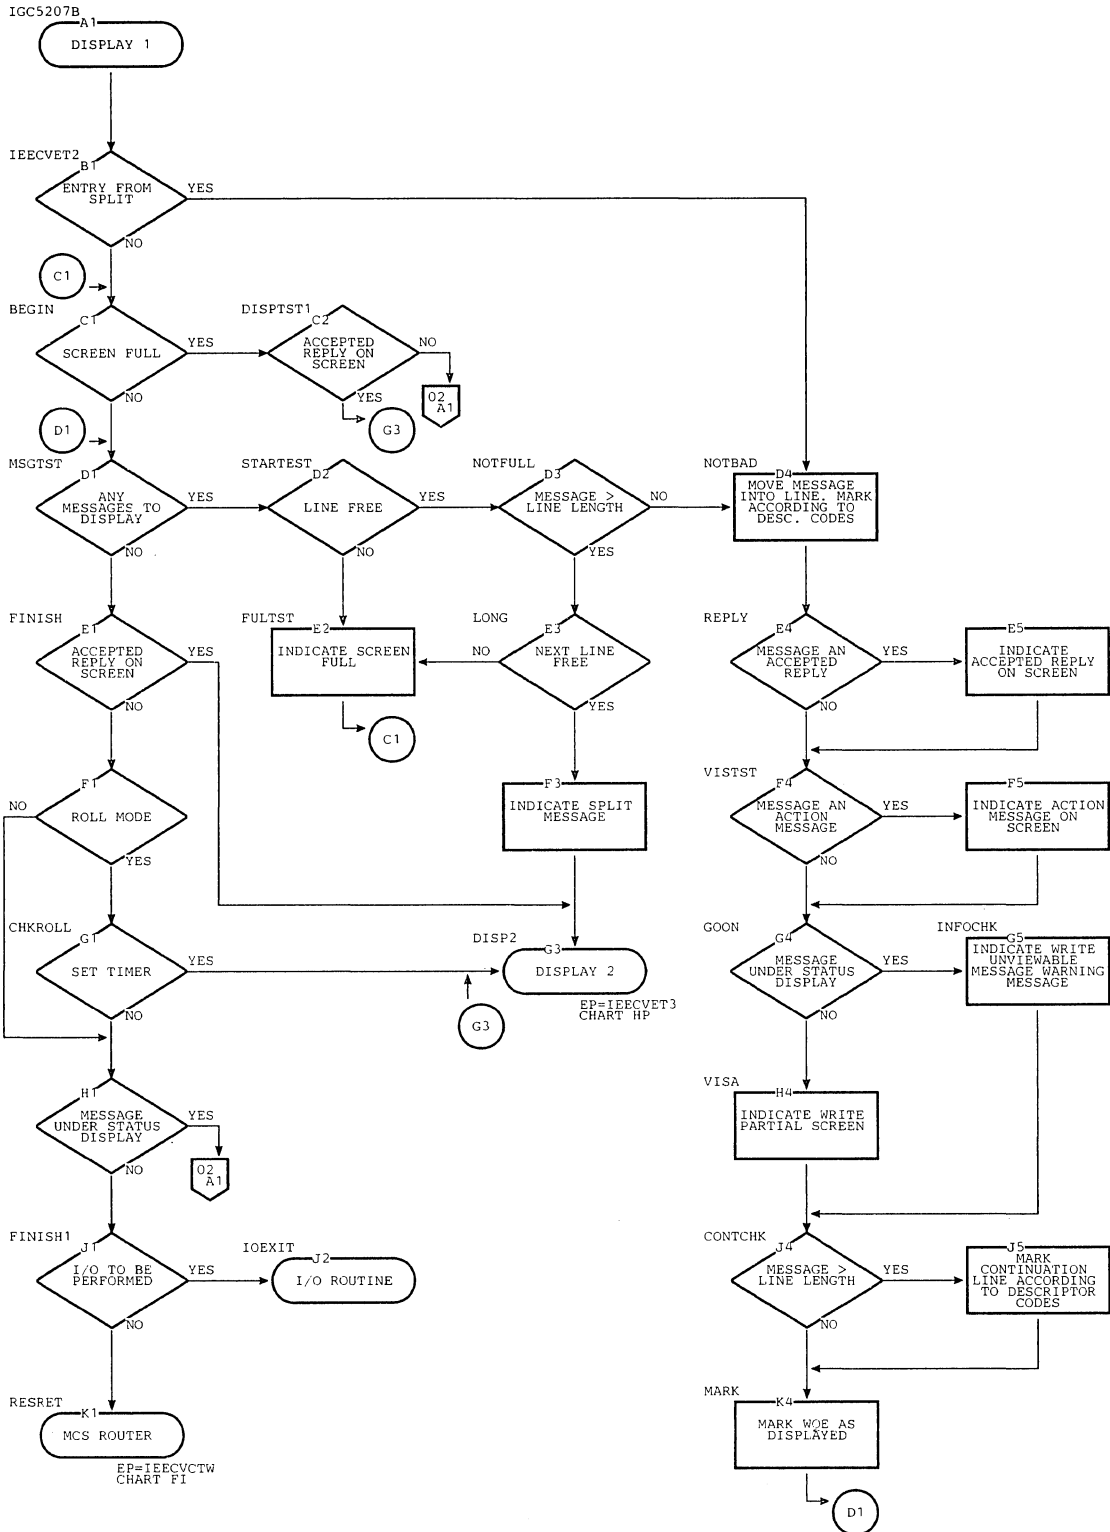 IGC5207B
A1
DISPLAY 1
IEECVET2
B1
ENTRY FROM
SPLIT
YES
NO
C1
BEGIN
C1
SCREEN FULL
YES
NO
DISPTST1
C2
ACCEPTED
REPLY ON
SCREEN
NO
YES
02
A1
G3
D1
MSGTST
D1
ANY
MESSAGES TO
DISPLAY
YES
NO
STARTEST
D2
LINE FREE
YES
NO
NOTFULL
D3
MESSAGE >
LINE LENGTH
NO
YES
NOTBAD
D4
MOVE MESSAGE
INTO LINE. MARK
ACCORDING TO
DESC. CODES
FINISH
E1
ACCEPTED
REPLY ON
SCREEN
YES
NO
FULTST
E2
INDICATE SCREEN
FULL
C1
LONG
E3
NEXT LINE
FREE
NO
YES
REPLY
E4
MESSAGE AN
ACCEPTED
REPLY
YES
NO
E5
INDICATE
ACCEPTED REPLY
ON SCREEN
F1
ROLL MODE
NO
YES
F3
INDICATE SPLIT
MESSAGE
VISTST
F4
MESSAGE AN
ACTION
MESSAGE
YES
NO
F5
INDICATE ACTION
MESSAGE ON
SCREEN
CHKROLL
G1
SET TIMER
YES
NO
DISP2
G3
DISPLAY 2
EP=IEECVET3
CHART HP
G3
GOON
G4
MESSAGE
UNDER STATUS
DISPLAY
YES
NO
INFOCHK
G5
INDICATE WRITE
UNVIEWABLE
MESSAGE WARNING
MESSAGE
H1
MESSAGE
UNDER STATUS
DISPLAY
YES
NO
02
A1
VISA
H4
INDICATE WRITE
PARTIAL SCREEN
FINISH1
J1
I/O TO BE
PERFORMED
YES
NO
IOEXIT
J2
I/O ROUTINE
CONTCHK
J4
MESSAGE >
LINE LENGTH
YES
NO
J5
MARK
CONTINUATION
LINE ACCORDING
TO DESCRIPTOR
CODES
RESRET
K1
MCS ROUTER
EP=IEECVCTW
CHART FI
MARK
K4
MARK WQE AS
DISPLAYED
D1